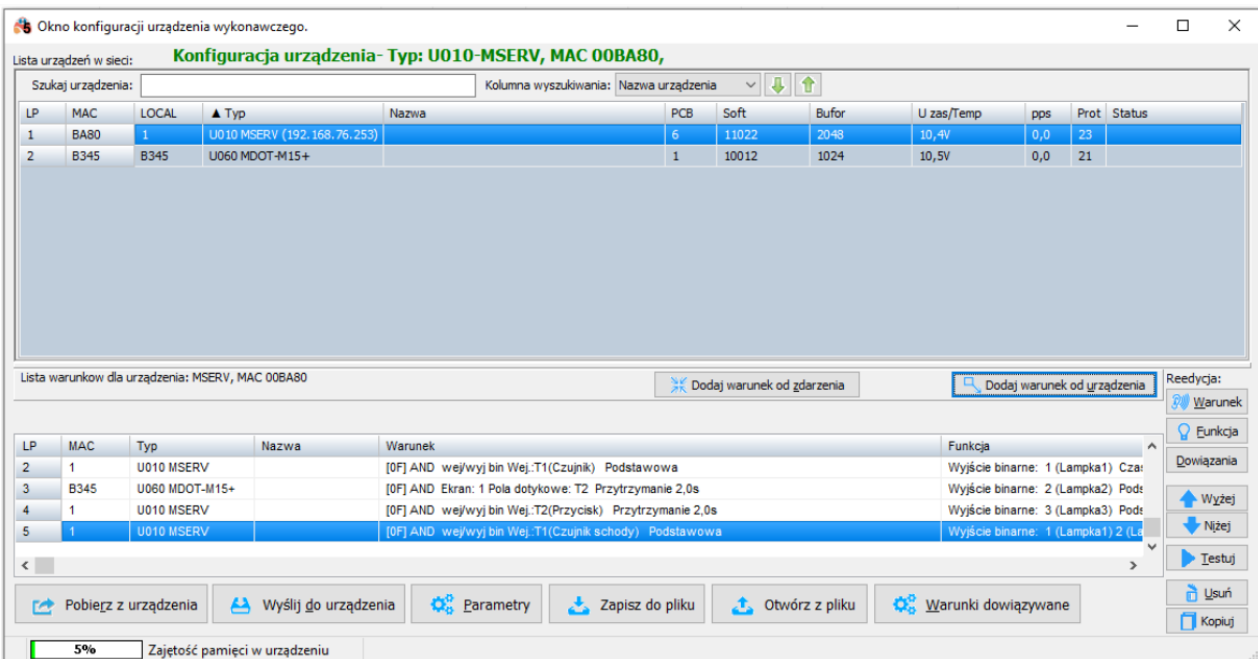 Okno konfiguracji urządzenia wykonawczego.
Lista urządzeń w sieci: Konfiguracja urządzenia- Typ: U010-MSERV, MAC 00BA80,
Szukaj urządzenia: Kolumna wyszukiwania: Nazwa urządzenia
LP MAC LOCAL ▲ Typ Nazwa PCB Soft Bufor U zas/Temp pps Prot Status
1 BA80 1 U010 MSERV (192.168.76.253) 6 11022 2048 10,4V 0,0 23
2 B345 B345 U060 MDOT-M15+ 1 10012 1024 10,5V 0,0 21
Lista warunkow dla urządzenia: MSERV, MAC 00BA80
Dodaj warunek od zdarzenia
Dodaj warunek od urządzenia
Reedycja:
Warunek
Funkcja
Dowiązania
Wyżej
Niżej
Testuj
Usuń
Kopiuj
LP MAC Typ Nazwa Warunek Funkcja
2 1 U010 MSERV [0F] AND wej/wyj bin Wej.:T1(Czujnik) Podstawowa Wyjście binarne: 1 (Lampka1) Cza
3 B345 U060 MDOT-M15+ [0F] AND Ekran: 1 Pola dotykowe: T2 Przytrzymanie 2,0s Wyjście binarne: 2 (Lampka2) Pods
4 1 U010 MSERV [0F] AND wej/wyj bin Wej.:T2(Przycisk) Przytrzymanie 2,0s Wyjście binarne: 3 (Lampka3) Pods
5 1 U010 MSERV [0F] AND wej/wyj bin Wej.:T1(Czujnik schody) Podstawowa Wyjście binarne: 1 (Lampka1) 2 (La
Pobierz z urządzenia
Wyślij do urządzenia
Parametry
Zapisz do pliku
Otwórz z pliku
Warunki dowiązywane
5% Zajętość pamięci w urządzeniu